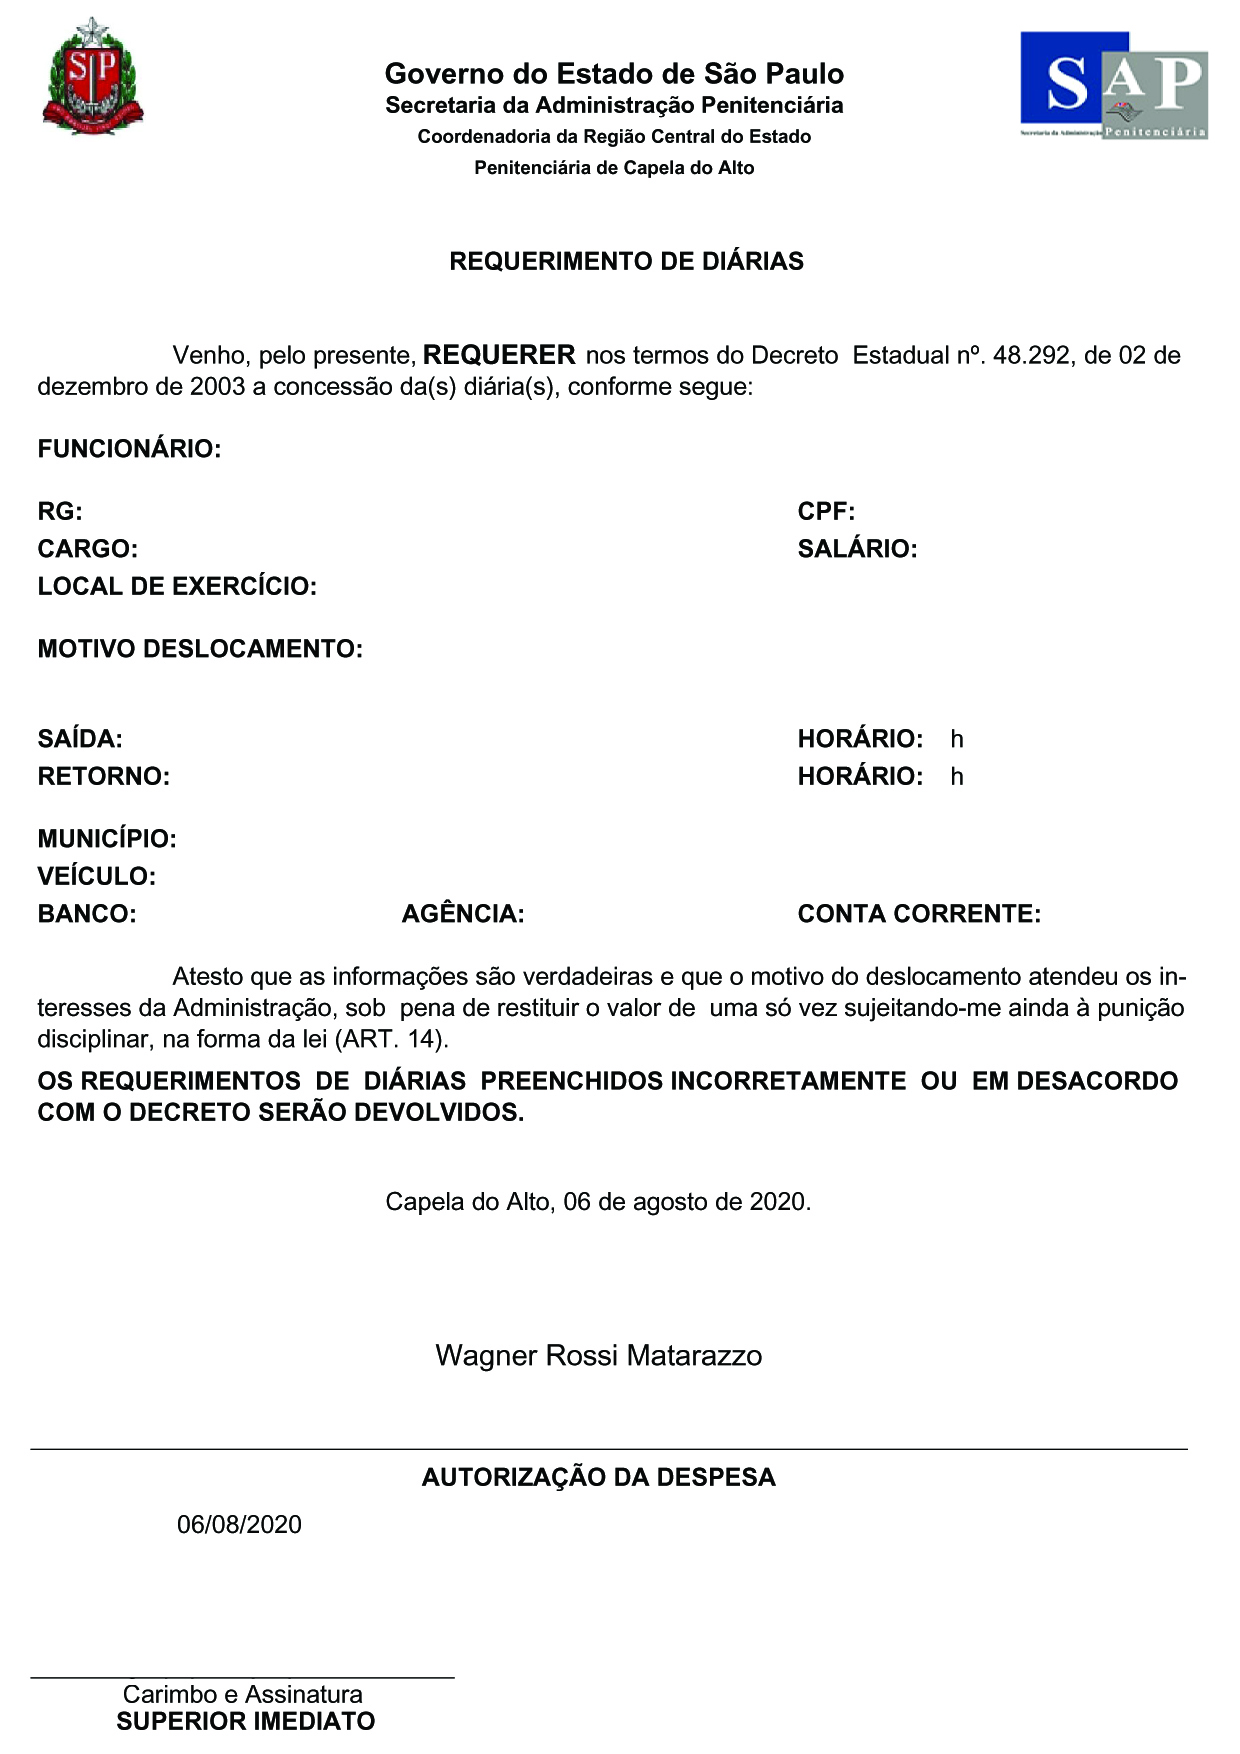 Governo do Estado de São Paulo
Secretaria da Administração Penitenciária
Coordenadoria da Região Central do Estado
Penitenciária de Capela do Alto
SP
SAP
Secretaria da Administração Penitenciária
REQUERIMENTO DE DIÁRIAS
Venho, pelo presente, REQUERER nos termos do Decreto Estadual nº. 48.292, de 02 de
dezembro de 2003 a concessão da(s) diária(s), conforme segue:
FUNCIONÁRIO:
RG: CPF:
CARGO: SALÁRIO:
LOCAL DE EXERCÍCIO:
MOTIVO DESLOCAMENTO:
SAÍDA: HORÁRIO: h
RETORNO: HORÁRIO: h
MUNICÍPIO:
VEÍCULO:
BANCO: AGÊNCIA: CONTA CORRENTE:
Atesto que as informações são verdadeiras e que o motivo do deslocamento atendeu os in-
teresses da Administração, sob pena de restituir o valor de uma só vez sujeitando-me ainda à punição
disciplinar, na forma da lei (ART. 14).
OS REQUERIMENTOS DE DIÁRIAS PREENCHIDOS INCORRETAMENTE OU EM DESACORDO
COM O DECRETO SERÃO DEVOLVIDOS.
Capela do Alto, 06 de agosto de 2020.
Wagner Rossi Matarazzo
AUTORIZAÇÃO DA DESPESA
06/08/2020
Carimbo e Assinatura
SUPERIOR IMEDIATO